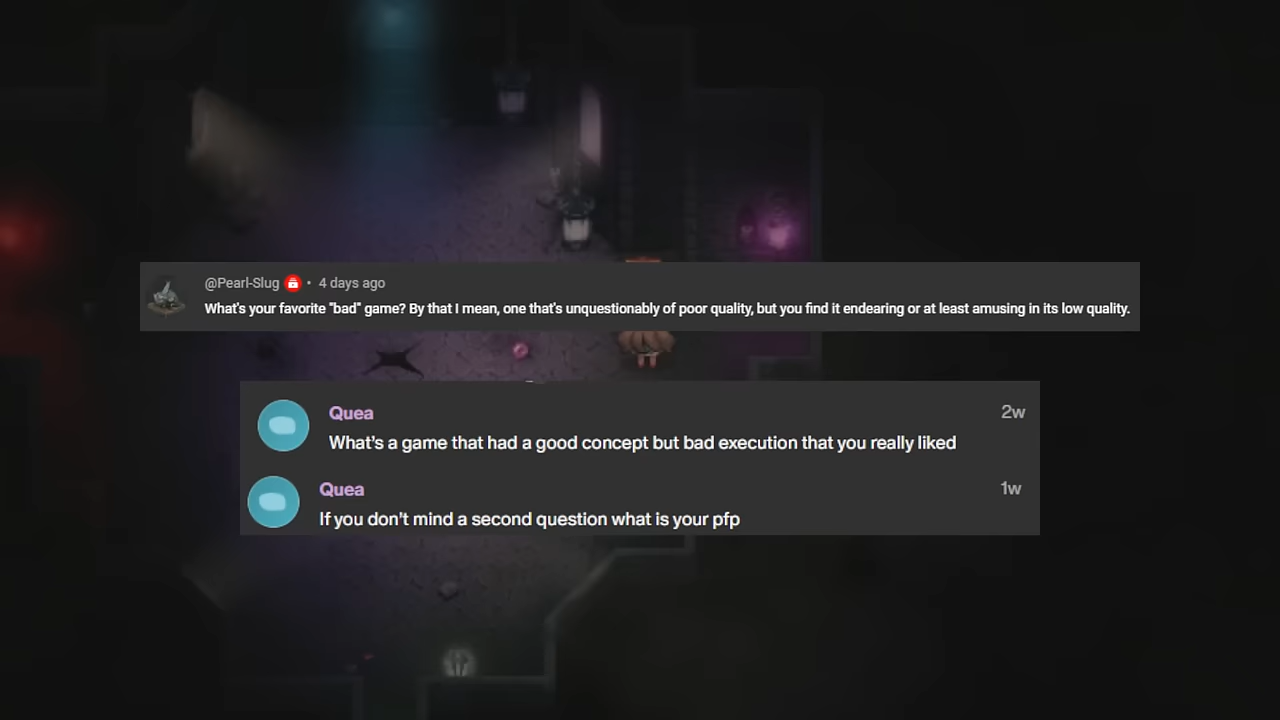 @Pearl-Slug • 4 days ago
What's your favorite "bad" game? By that I mean, one that's unquestionably of poor quality, but you find it endearing or at least amusing in its low quality.
Quea 2w
What's a game that had a good concept but bad execution that you really liked
Quea 1w
If you don't mind a second question what is your pfp